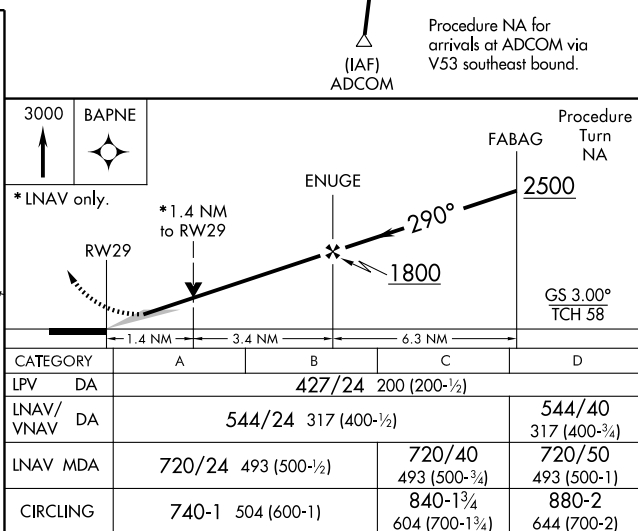 Procedure NA for
arrivals at ADCOM via
V53 southeast bound.
(IAF)
ADCOM
3000
BAPNE
Procedure
Turn
NA
FABAG
ENUGE
2500
* LNAV only.
*1.4 NM
to RW29
290°
RW29
1800
GS 3.00°
TCH 58
*
1.4 NM
3.4 NM
6.3 NM
CATEGORY A B C D
LPV DA 427/24 200 (200-½)
LNAV/
VNAV DA 544/24 317 (400-½) 544/40
317 (400-¾)
LNAV MDA 720/24 493 (500-½) 720/40
493 (500-¾) 720/50
493 (500-1)
CIRCLING 740-1 504 (600-1) 840-1¾
604 (700-1¾) 880-2
644 (700-2)